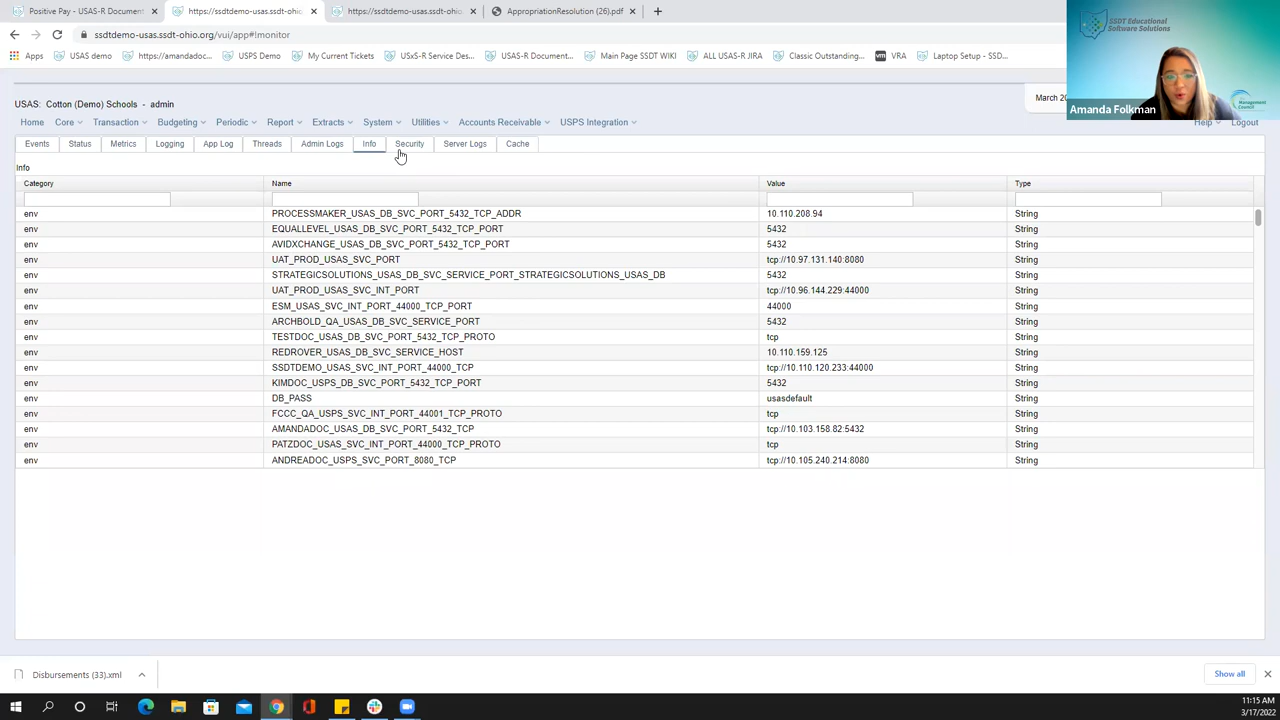 Positive Pay - USAS-R Document
https://ssdtdemo-usas.ssdt-ohio.
https://ssdtdemo-usas.ssdt-ohio.
AppropriationResolution (26).pdf
ssdtdemo-usas.ssdt-ohio.org/vui/app#!monitor
Apps
USAS demo
https://amandadoc...
USPS Demo
My Current Tickets
USxS-R Service Des...
USAS-R Document...
Main Page SSDT WIKI
ALL USAS-R JIRA
Classic Outstanding...
vm VRA
Laptop Setup - SSD...
SSDT Educational
Software Solutions
Management
Council
Amanda Folkman
USAS: Cotton (Demo) Schools - admin
March 20
Home Core Transaction Budgeting Periodic Report Extracts System Utilities Accounts Receivable USPS Integration Help Logout
Events Status Metrics Logging App Log Threads Admin Logs Info Security Server Logs Cache
Info
Category Name Value Type
env PROCESSMAKER_USAS_DB_SVC_PORT_5432_TCP_ADDR 10.110.208.94 String
env EQUALLEVEL_USAS_DB_SVC_PORT_5432_TCP_PORT 5432 String
env AVIDXCHANGE_USAS_DB_SVC_PORT_5432_TCP_PORT 5432 String
env UAT_PROD_USAS_SVC_PORT tcp://10.97.131.140:8080 String
env STRATEGICSOLUTIONS_USAS_DB_SVC_SERVICE_PORT_STRATEGICSOLUTIONS_USAS_DB 5432 String
env UAT_PROD_USAS_SVC_INT_PORT tcp://10.96.144.229:44000 String
env ESM_USAS_SVC_INT_PORT_44000_TCP_PORT 44000 String
env ARCHBOLD_QA_USAS_DB_SVC_SERVICE_PORT 5432 String
env TESTDOC_USAS_DB_SVC_PORT_5432_TCP_PROTO tcp String
env REDROVER_USAS_DB_SVC_SERVICE_HOST 10.110.159.125 String
env SSDTDEMO_USAS_SVC_INT_PORT_44000_TCP tcp://10.110.120.233:44000 String
env KIMDOC_USPS_DB_SVC_PORT_5432_TCP_PORT 5432 String
env DB_PASS usasdefault String
env FCCC_QA_USPS_SVC_INT_PORT_44001_TCP_PROTO tcp String
env AMANDADOC_USAS_DB_SVC_PORT_5432_TCP tcp://10.103.158.82:5432 String
env PATZDOC_USAS_SVC_INT_PORT_44000_TCP_PROTO tcp String
env ANDREADOC_USPS_SVC_PORT_8080_TCP tcp://10.105.240.214:8080 String
Disbursements (33).xml
Show all
11:15 AM
3/17/2022